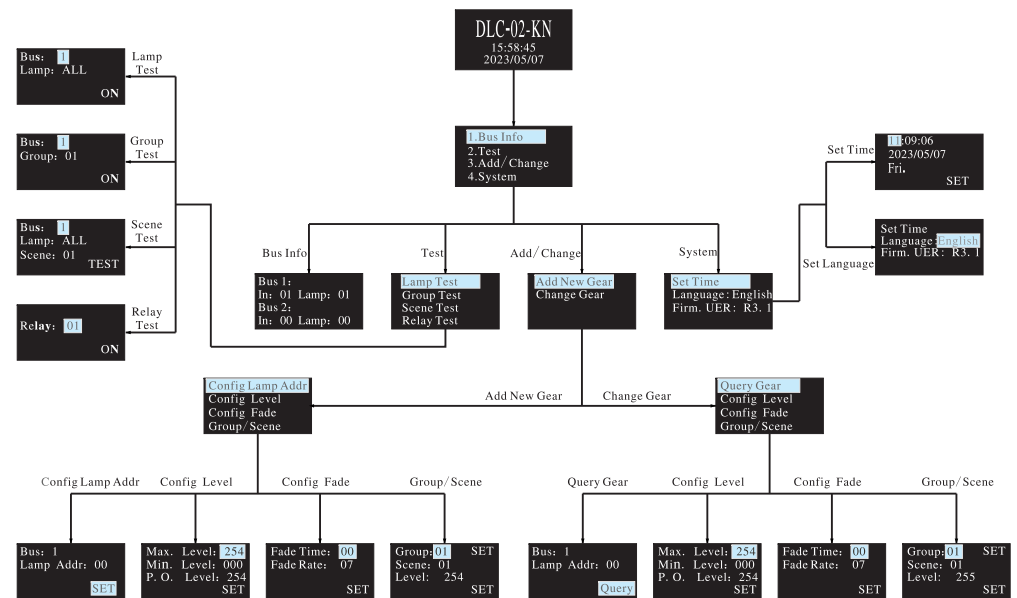 DLC-02-KN
15:58:45
2023/05/07
Bus: 1
Lamp: ALL
ON
Lamp
Test
Bus: 1
Group: 01
ON
Group
Test
Bus: 1
Lamp: ALL
Scene: 01
TEST
Scene
Test
Relay: 01
ON
Relay
Test
1.Bus Info
2.Test
3.Add/Change
4.System
Set Time
11:09:06
2023/05/07
Fri.
SET
Set Language
Set Time
Language:English
Firm. UER: R3. 1
Bus Info
Test
Add/Change
System
Bus 1:
In: 01 Lamp: 01
Bus 2:
In: 00 Lamp: 00
Lamp Test
Group Test
Scene Test
Relay Test
Add New Gear
Change Gear
Set Time
Language:English
Firm. UER: R3. 1
Config Lamp Addr
Config Level
Config Fade
Group/Scene
Add New Gear
Change Gear
Query Gear
Config Level
Config Fade
Group/Scene
Config Lamp Addr
Config Level
Config Fade
Group/Scene
Query Gear
Config Level
Config Fade
Group/Scene
Bus: 1
Lamp Addr: 00
SET
Max. Level: 254
Min. Level: 000
P. O. Level: 254
SET
Fade Time: 00
Fade Rate: 07
SET
Group: 01 SET
Scene: 01
Level: 254
SET
Bus: 1
Lamp Addr: 00
Query
Max. Level: 254
Min. Level: 000
P. O. Level: 254
SET
Fade Time: 00
Fade Rate: 07
SET
Group: 01 SET
Scene: 01
Level: 255
SET